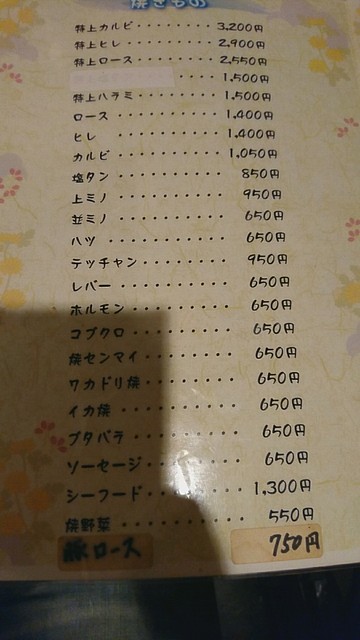 焼きもの
特上カルビ ・・・・・・・・ 3,200円
特上ヒレ ・・・・・・・・ 2,900円
特上ロース ・・・・・・・・ 2,550円
・・・・ 1,500円
特上ハラミ ・・・・・・・・ 1,500円
ロース ・・・・・・・・・・ 1,400円
ヒレ ・・・・・・・・・・ 1,400円
カルビ ・・・・・・・・・・ 1,050円
塩タン ・・・・・・・・・・ 850円
上ミノ ・・・・・・・・・・ 950円
並ミノ ・・・・・・・・・・ 650円
ハツ ・・・・・・・・・・・ 650円
テッチャン ・・・・・・・・・ 950円
レバー ・・・・・・・・・・ 650円
ホルモン ・・・・・・・・・ 650円
コブクロ ・・・・・・・・・ 650円
焼センマイ ・・・・・・・・ 650円
ワカドリ焼 ・・・・・・・・ 650円
イカ焼 ・・・・・・・・・・ 650円
ブタバラ ・・・・・・・・・ 650円
ソーセージ ・・・・・・・・ 650円
シーフード ・・・・・・・・ 1,300円
焼野菜 ・・・・・・・・・・ 550円
豚ロース 750円